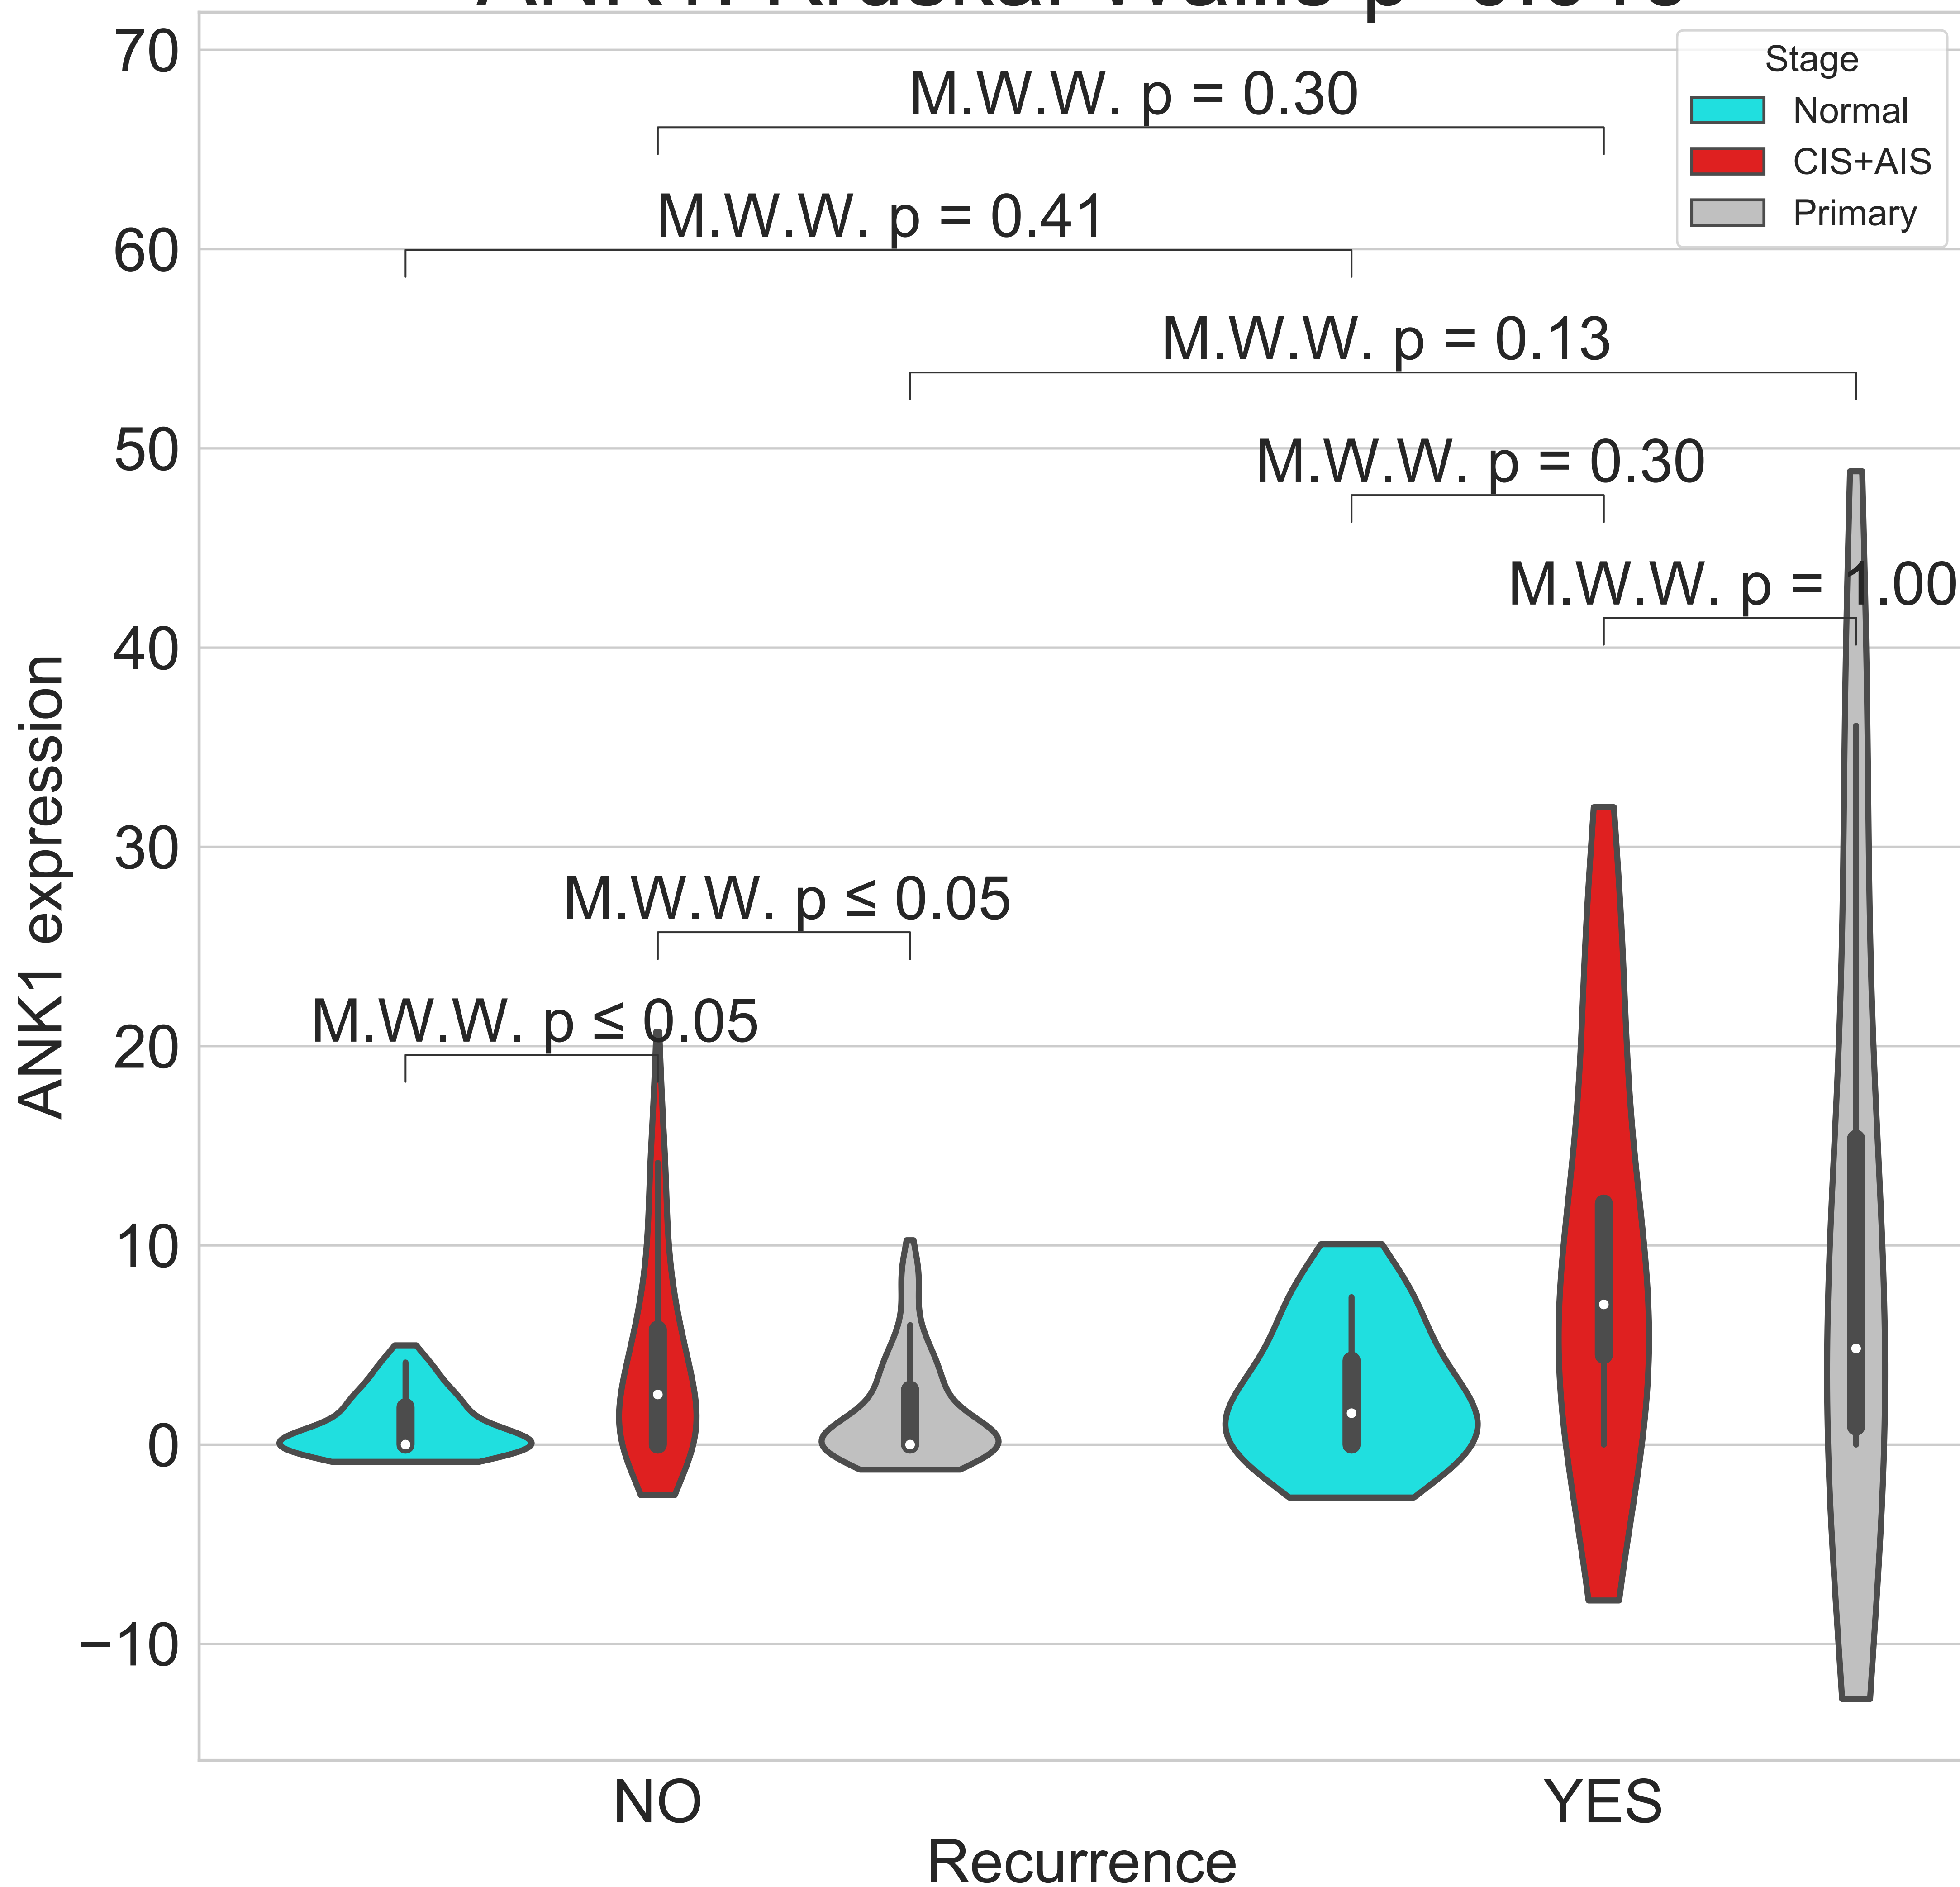 70
60
50
40
30
20
10
0
−10
ANK1 expression
Stage
Normal
CIS+AIS
Primary
M.W.W. p = 0.30
M.W.W. p = 0.41
M.W.W. p = 0.13
M.W.W. p = 0.30
M.W.W. p = 1.00
M.W.W. p ≤ 0.05
M.W.W. p ≤ 0.05
NO
YES
Recurrence